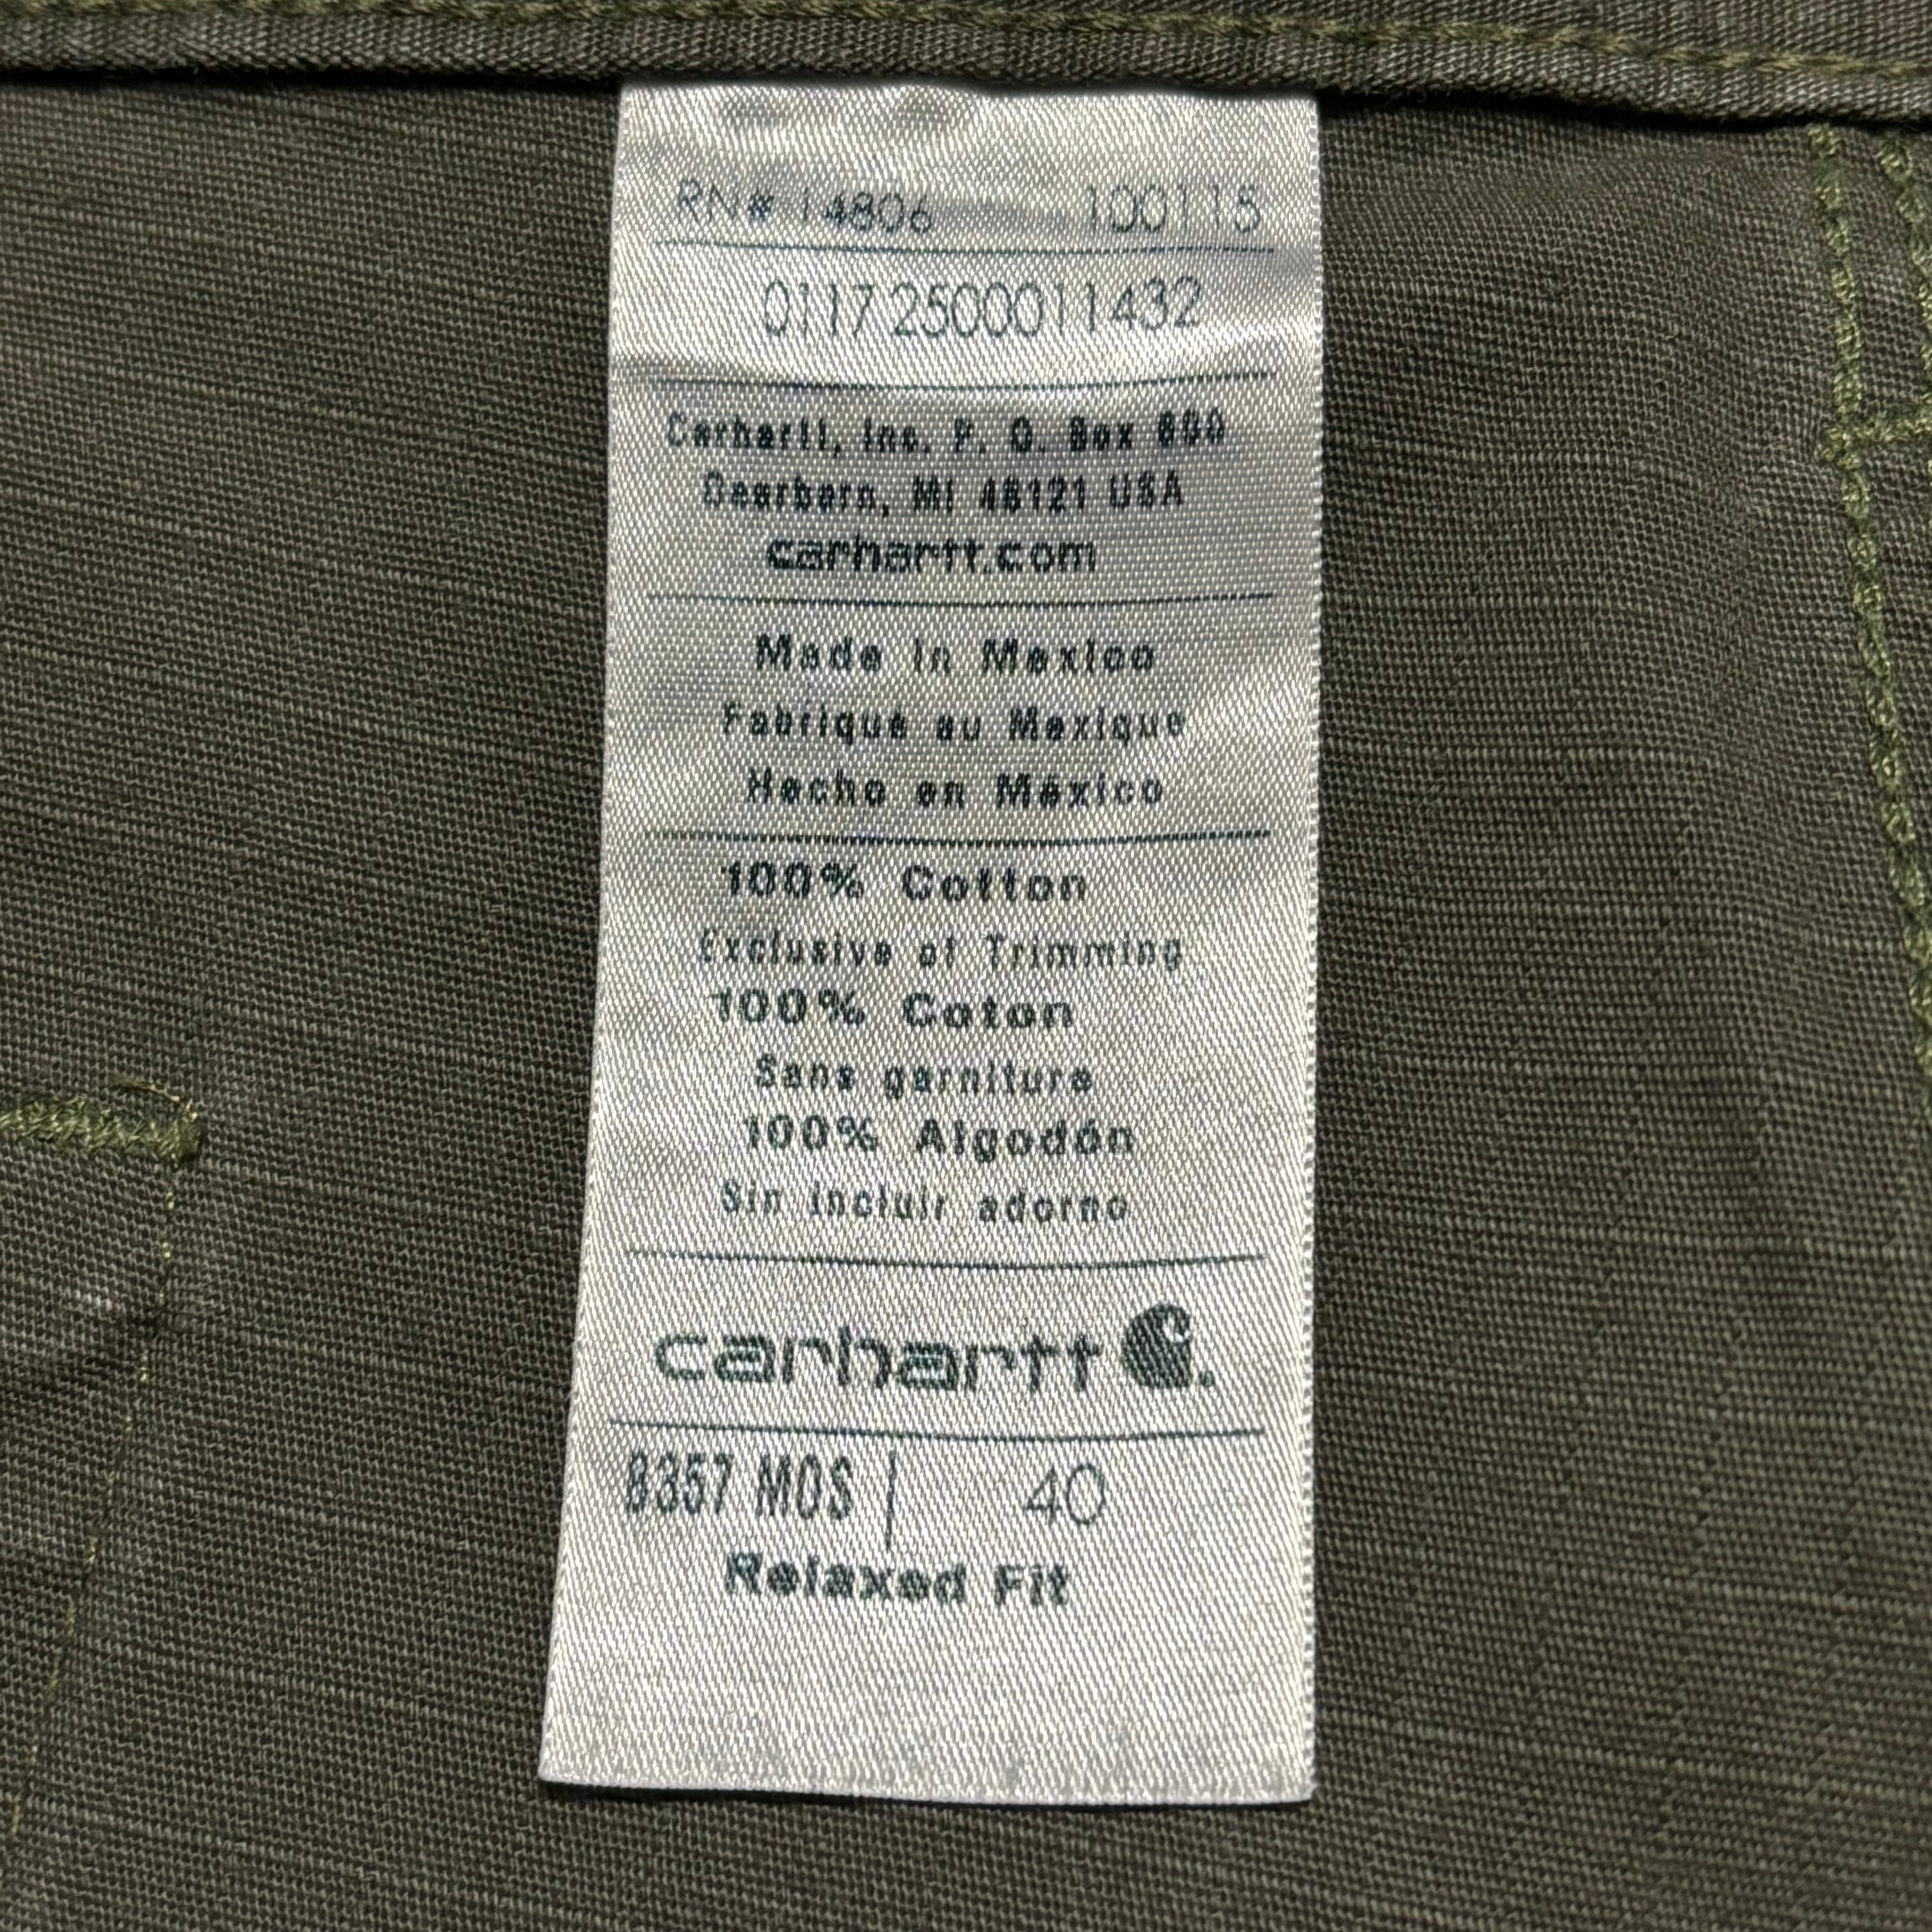 RN# 14806 100115
0117 2500011432
Carhartt, Inc. P. O. Box 600
Dearborn, MI 48121 USA
carhartt.com
Made in Mexico
Fabriqué au Mexique
Hecho en México
100% Cotton
Exclusive of Trimming
100% Coton
Sans garniture
100% Algodón
Sin incluir adorno
carhartt
8357 MOS | 40
Relaxed Fit